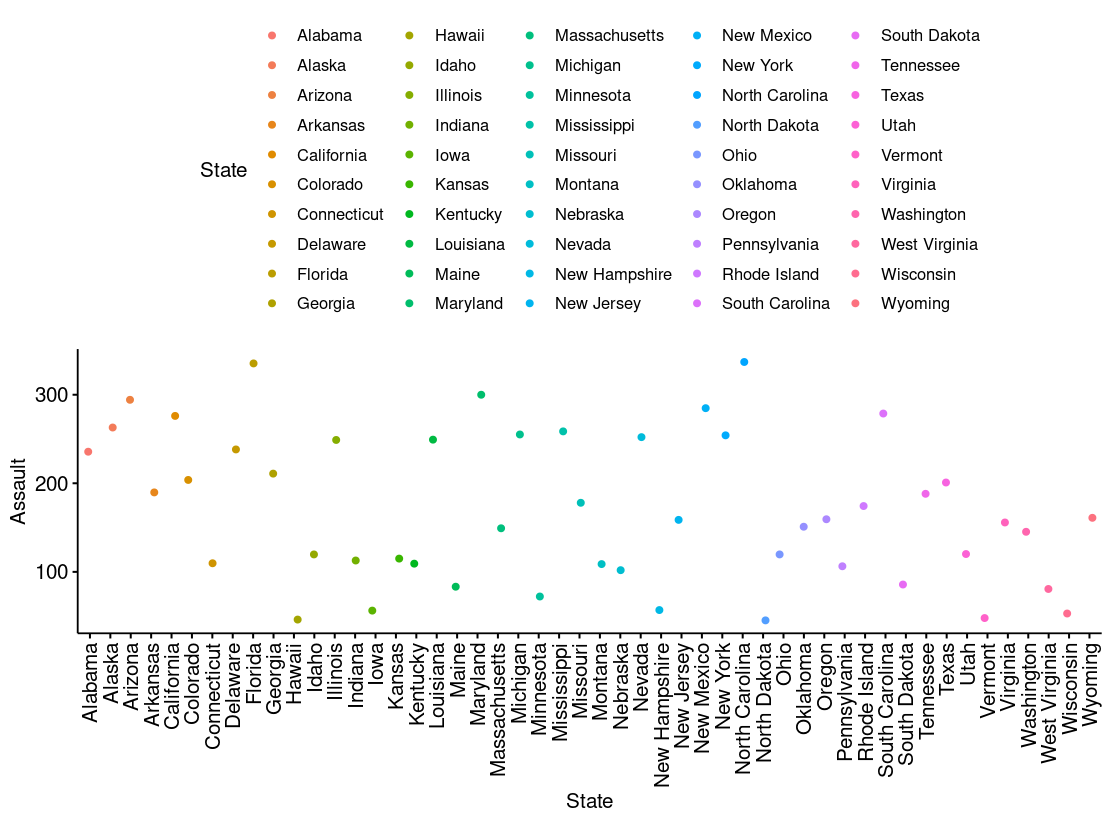 Alabama
Alaska
Arizona
Arkansas
California
Colorado
Connecticut
Delaware
Florida
Georgia
Hawaii
Idaho
Illinois
Indiana
Iowa
Kansas
Kentucky
Louisiana
Maine
Maryland
Massachusetts
Michigan
Minnesota
Mississippi
Missouri
Montana
Nebraska
Nevada
New Hampshire
New Jersey
New Mexico
New York
North Carolina
North Dakota
Ohio
Oklahoma
Oregon
Pennsylvania
Rhode Island
South Carolina
South Dakota
Tennessee
Texas
Utah
Vermont
Virginia
Washington
West Virginia
Wisconsin
Wyoming
State
300
200
100
Assault
Alabama
Alaska
Arizona
Arkansas
California
Colorado
Connecticut
Delaware
Florida
Georgia
Hawaii
Idaho
Illinois
Indiana
Iowa
Kansas
Kentucky
Louisiana
Maine
Maryland
Massachusetts
Michigan
Minnesota
Mississippi
Missouri
Montana
Nebraska
Nevada
New Hampshire
New Jersey
New Mexico
New York
North Carolina
North Dakota
Ohio
Oklahoma
Oregon
Pennsylvania
Rhode Island
South Carolina
South Dakota
Tennessee
Texas
Utah
Vermont
Virginia
Washington
West Virginia
Wisconsin
Wyoming
State